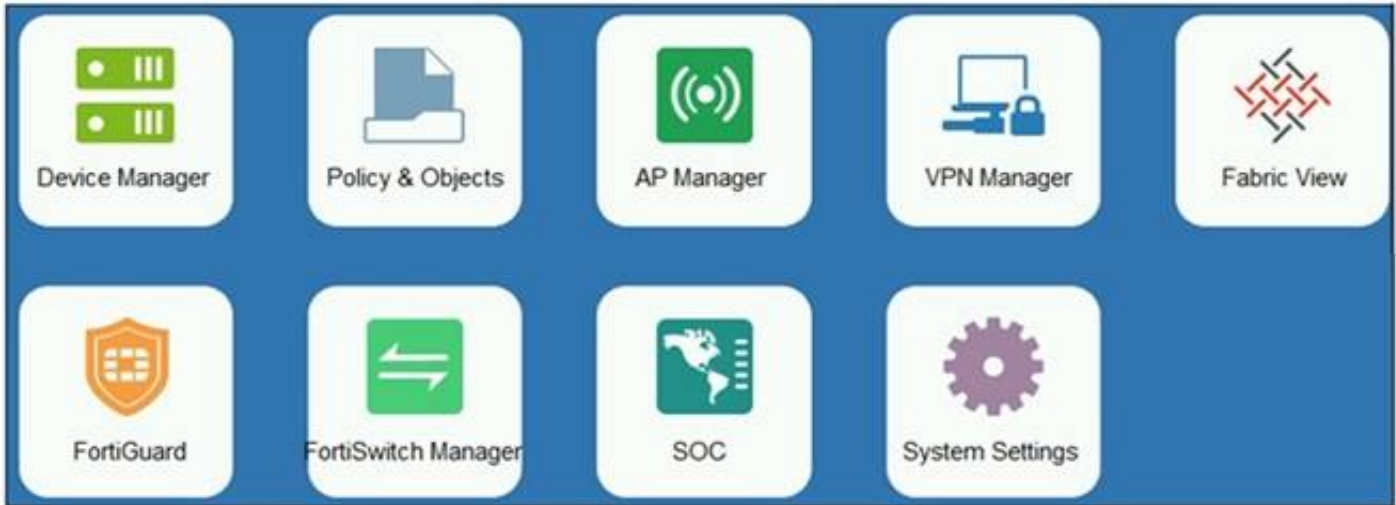 Device Manager
Policy & Objects
AP Manager
VPN Manager
Fabric View
FortiGuard
FortiSwitch Manager
SOC
System Settings